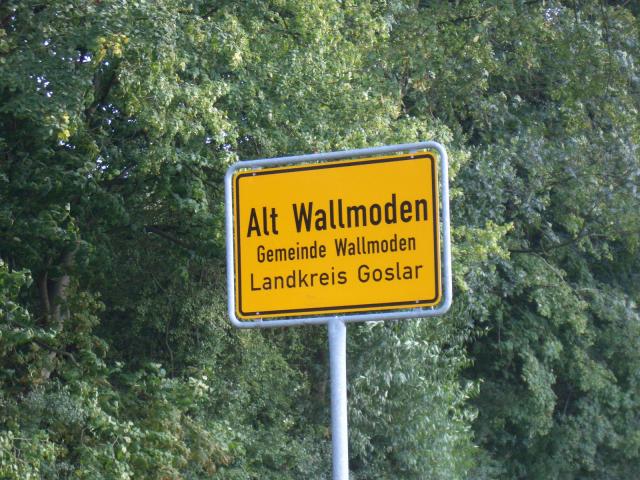 Alt Wallmoden
Gemeinde Wallmoden
Landkreis Goslar